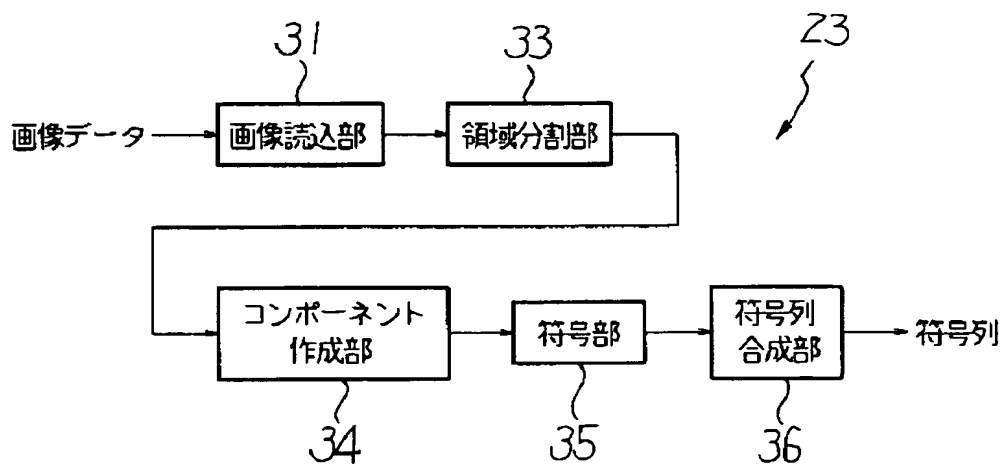 31
33
23
画像データ
画像読込部
領域分割部
コンポーネント
作成部
符号部
符号列
合成部
符号列
34
35
36